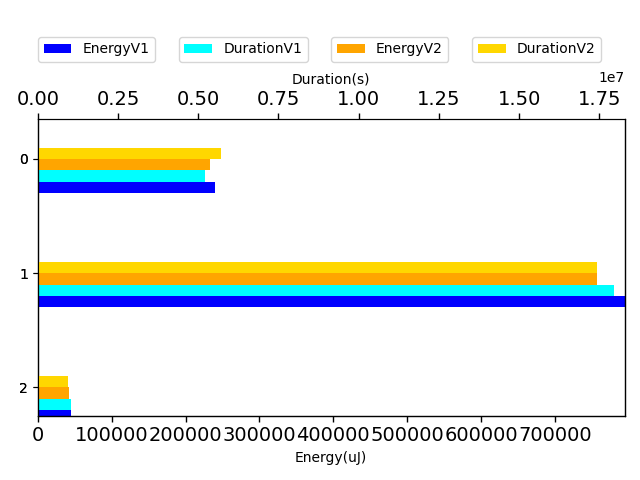 EnergyV1 DurationV1 EnergyV2 DurationV2
Duration(s)
1e7
0.00 0.25 0.50 0.75 1.00 1.25 1.50 1.75
0
1
2
0 100000 200000 300000 400000 500000 600000 700000
Energy(uJ)